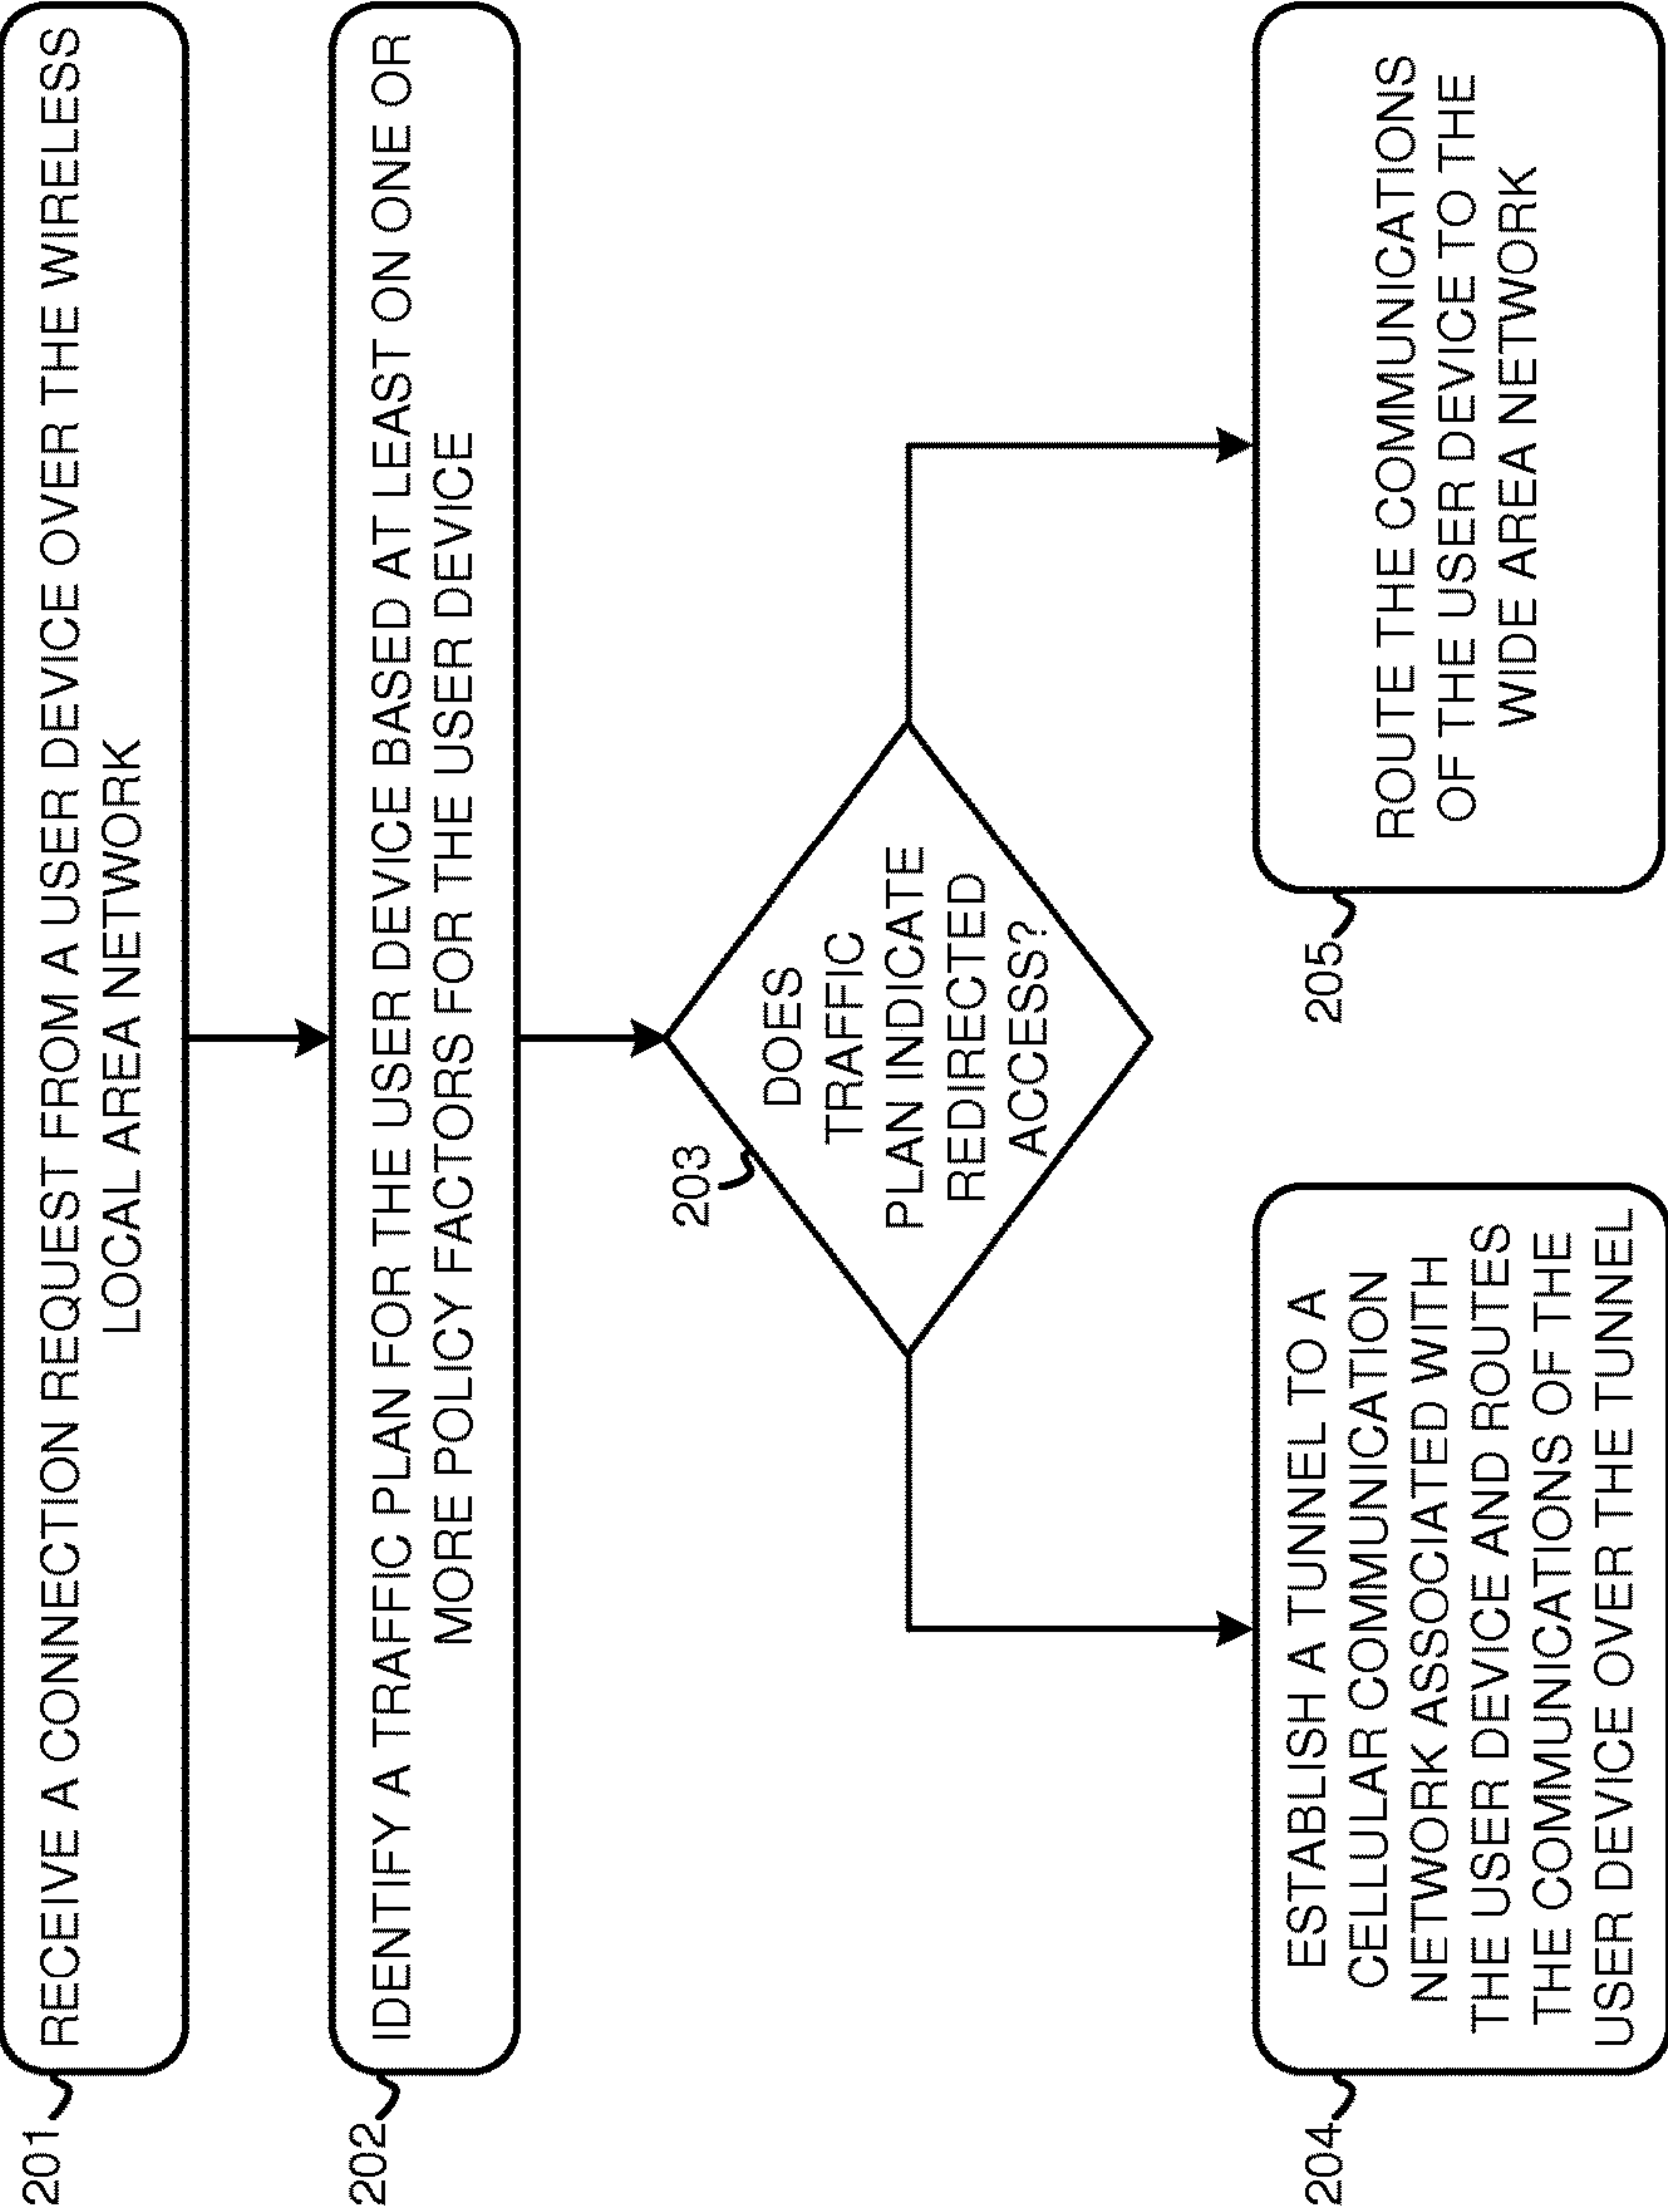 201
RECEIVE A CONNECTION REQUEST FROM A USER DEVICE OVER THE WIRELESS
LOCAL AREA NETWORK
202
IDENTIFY A TRAFFIC PLAN FOR THE USER DEVICE BASED AT LEAST ON ONE OR
MORE POLICY FACTORS FOR THE USER DEVICE
203
DOES
TRAFFIC
PLAN INDICATE
REDIRECTED
ACCESS?
204
ESTABLISH A TUNNEL TO A
CELLULAR COMMUNICATION
NETWORK ASSOCIATED WITH
THE USER DEVICE AND ROUTES
THE COMMUNICATIONS OF THE
USER DEVICE OVER THE TUNNEL
205
ROUTE THE COMMUNICATIONS
OF THE USER DEVICE TO THE
WIDE AREA NETWORK